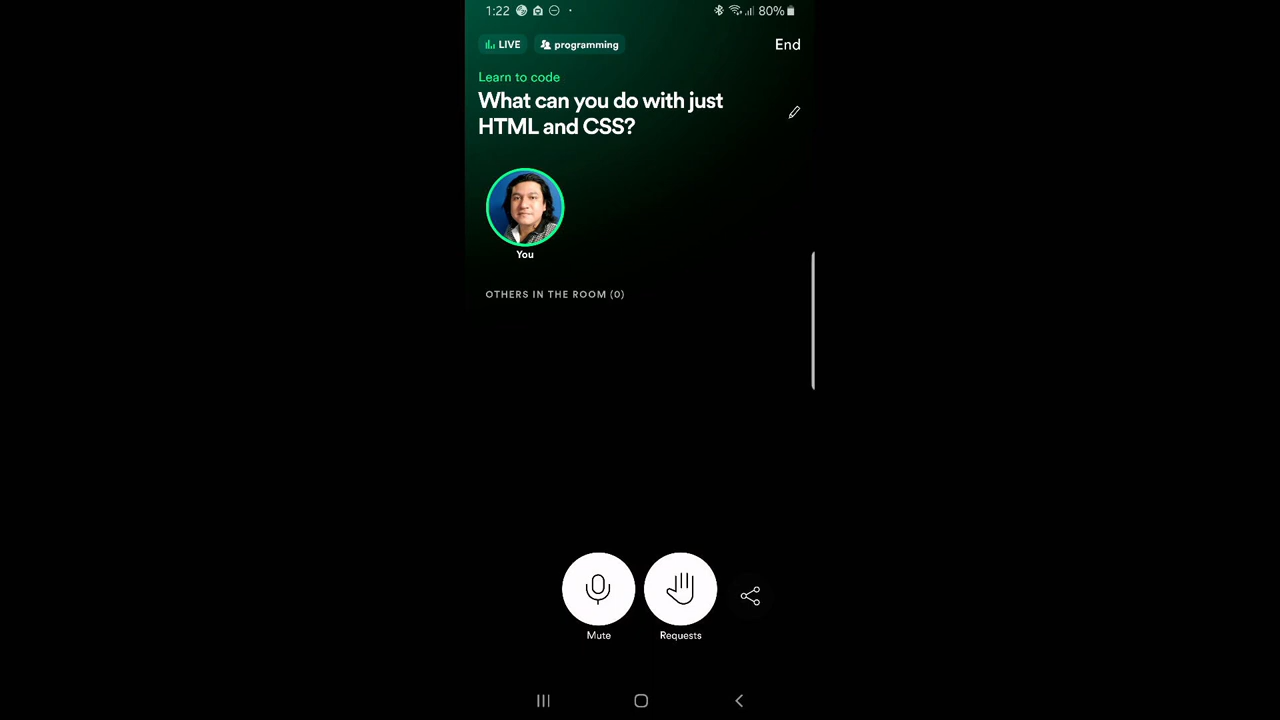 1:22 80%
LIVE programming End
Learn to code
What can you do with just
HTML and CSS?
You
OTHERS IN THE ROOM (0)
Mute Requests